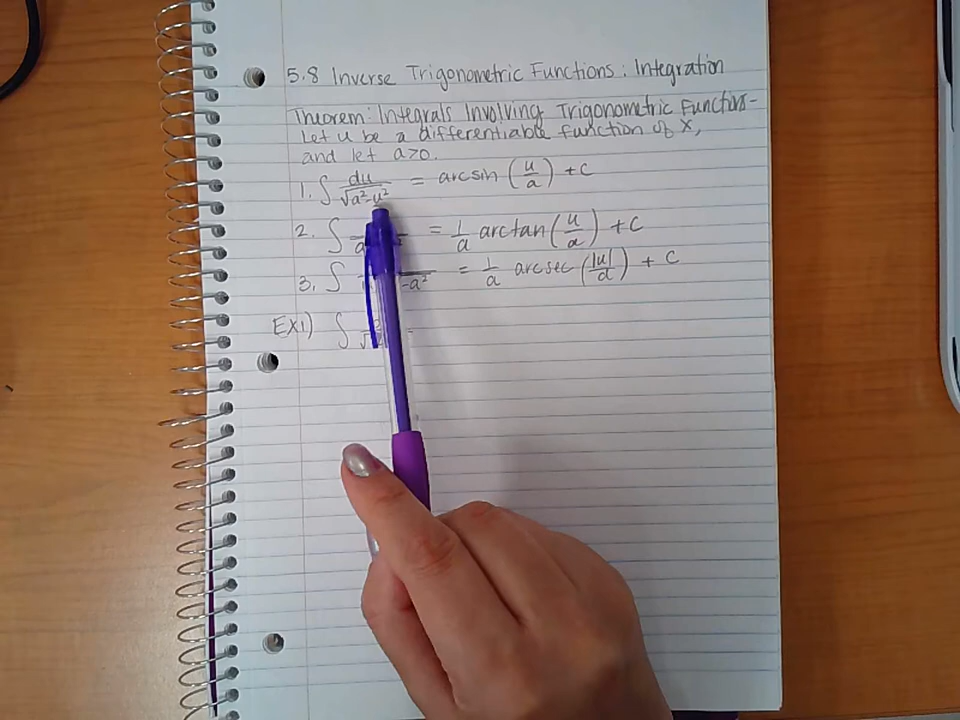 5.8 Inverse Trigonometric Functions: Integration
Theorem: Integrals Involving Trigonometric Functions-
Let u be a differentiable function of x,
and let a>0.
1. ∫ du/√(a²-u²) = arcsin (u/a) + C
2. ∫ = 1/a arctan (u/a) + C
3. ∫ -a² = 1/a arcsec (|u|/a) + C
EX1) ∫